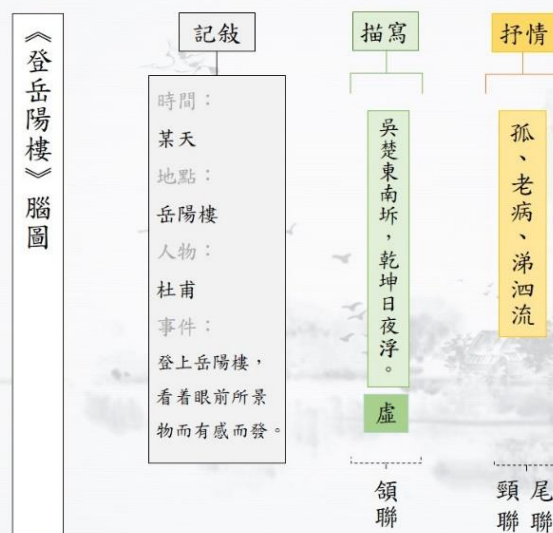 《登岳陽樓》腦圖
記敍
時間：
某天
地點：
岳陽樓
人物：
杜甫
事件：
登上岳陽樓，
看着眼前所景
物而有感而發。
描寫
吳楚東南坼，乾坤日夜浮。
虛
頷聯
抒情
孤、老病、涕泗流
頸聯
尾聯